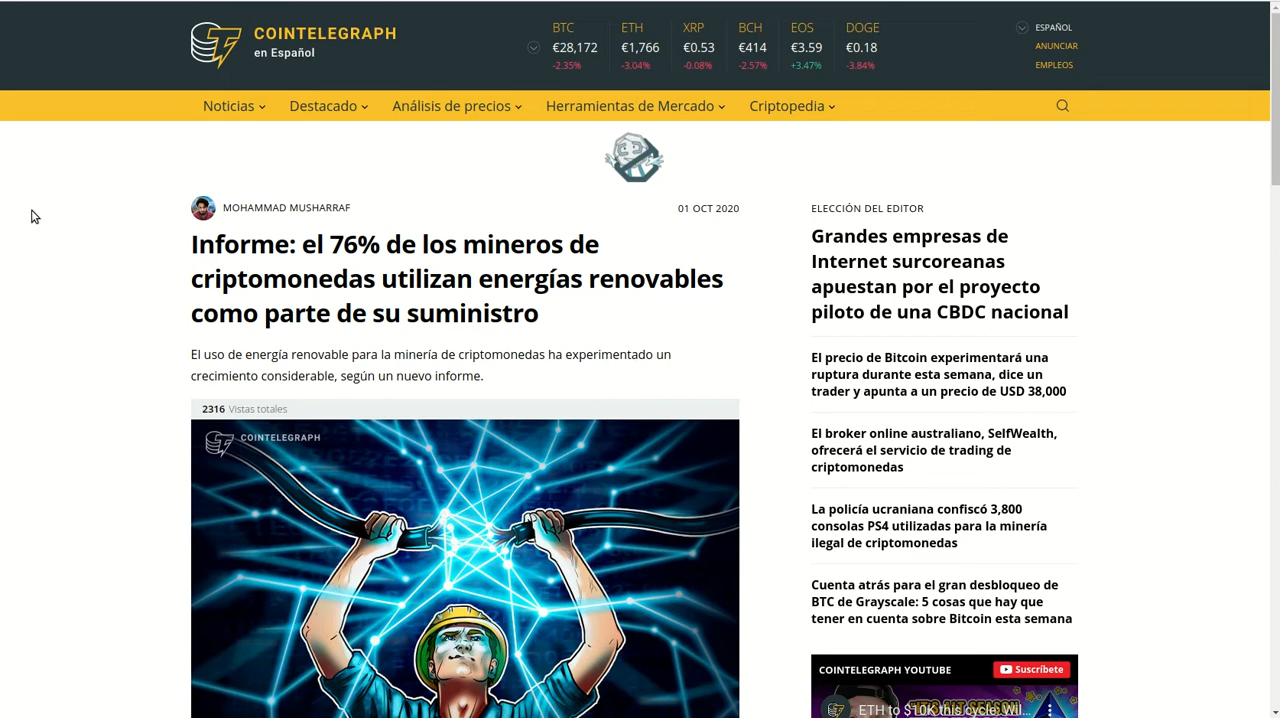 COINTELEGRAPH
en Español
BTC
€28,172
-2.35%
ETH
€1,766
-3.04%
XRP
€0.53
-0.08%
BCH
€414
-2.57%
EOS
€3.59
+3.47%
DOGE
€0.18
-3.84%
ESPAÑOL
ANUNCIAR
EMPLEOS
Noticias
Destacado
Análisis de precios
Herramientas de Mercado
Criptopedia
MOHAMMAD MUSHARRAF
01 OCT 2020
Informe: el 76% de los mineros de
criptomonedas utilizan energías renovables
como parte de su suministro
El uso de energía renovable para la minería de criptomonedas ha experimentado un
crecimiento considerable, según un nuevo informe.
2316 Vistas totales
COINTELEGRAPH
ELECCIÓN DEL EDITOR
Grandes empresas de
Internet surcoreanas
apuestan por el proyecto
piloto de una CBDC nacional
El precio de Bitcoin experimentará una
ruptura durante esta semana, dice un
trader y apunta a un precio de USD 38,000
El broker online australiano, SelfWealth,
ofrecerá el servicio de trading de
criptomonedas
La policía ucraniana confiscó 3,800
consolas PS4 utilizadas para la minería
ilegal de criptomonedas
Cuenta atrás para el gran desbloqueo de
BTC de Grayscale: 5 cosas que hay que
tener en cuenta sobre Bitcoin esta semana
COINTELEGRAPH YOUTUBE
Suscríbete
ETH to $10K this cycle: Wil...